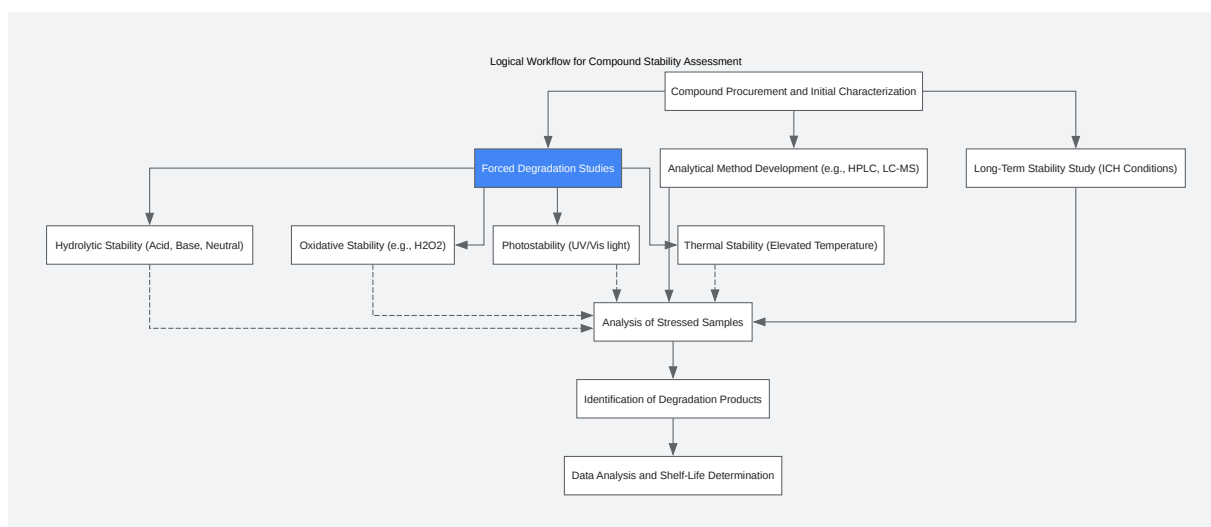 Logical Workflow for Compound Stability Assessment
Compound Procurement and Initial Characterization
Forced Degradation Studies
Analytical Method Development (e.g., HPLC, LC-MS)
Long-Term Stability Study (ICH Conditions)
Hydrolytic Stability (Acid, Base, Neutral)
Oxidative Stability (e.g., H2O2)
Photostability (UV/Vis light)
Thermal Stability (Elevated Temperature)
Analysis of Stressed Samples
Identification of Degradation Products
Data Analysis and Shelf-Life Determination